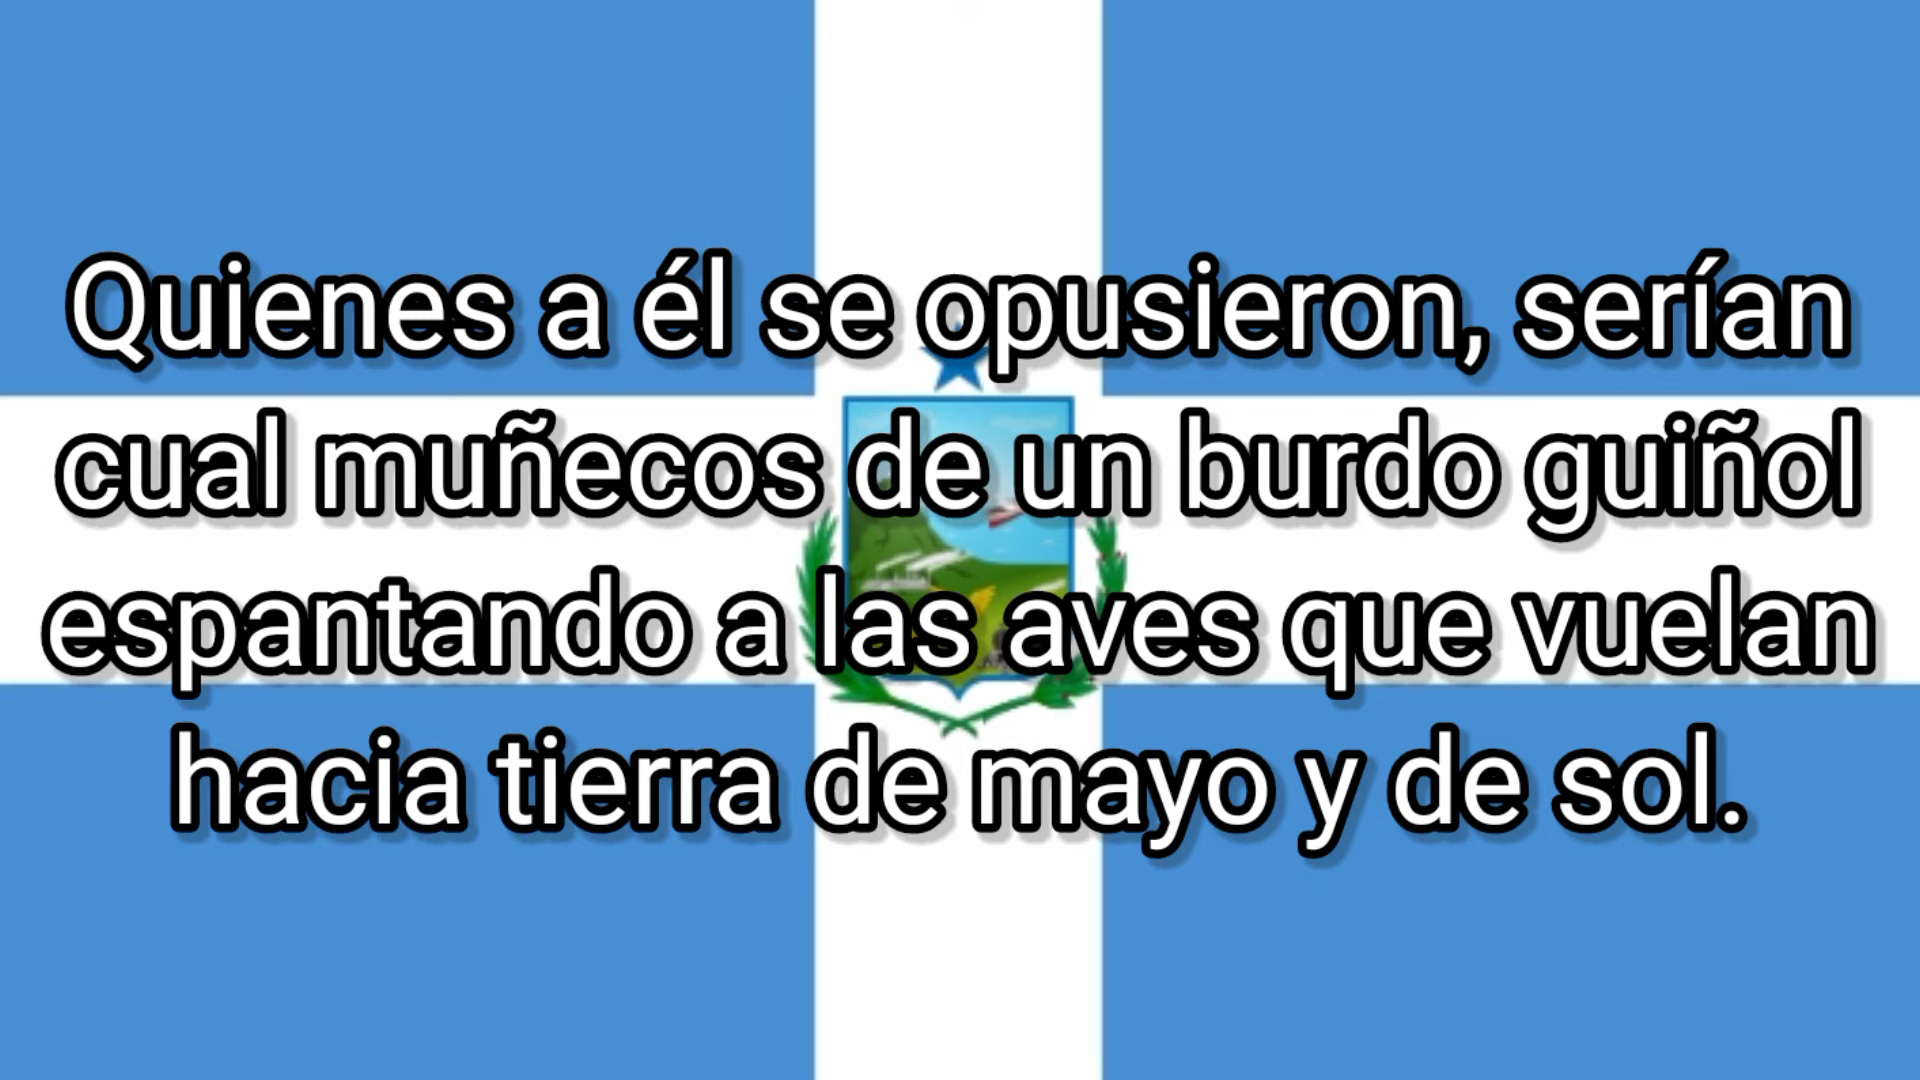 Quienes a él se opusieron, serían
cual muñecos de un burdo guiñol
espantando a las aves que vuelan
hacia tierra de mayo y de sol.